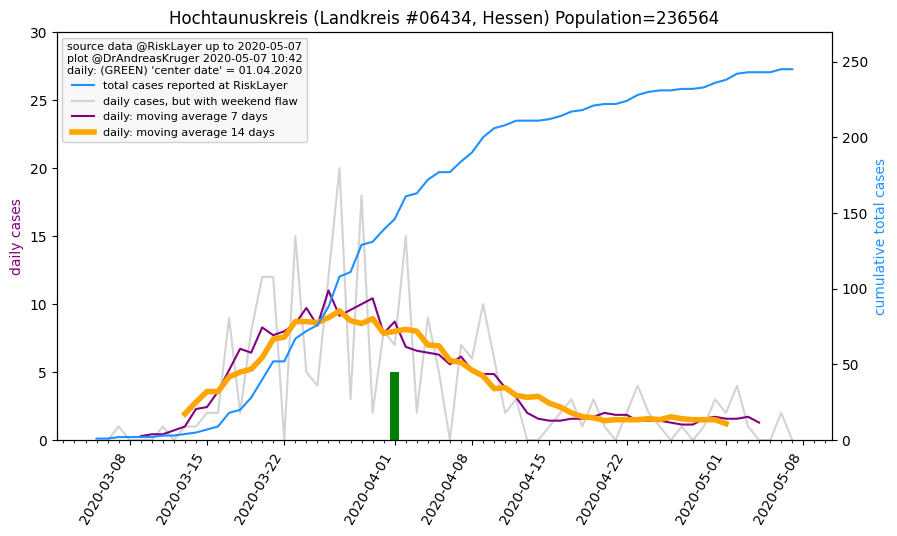 Hochtaunuskreis (Landkreis #06434, Hessen) Population=236564
source data @RiskLayer up to 2020-05-07
plot @DrAndreasKruger 2020-05-07 10:42
daily: (GREEN) 'center date' = 01.04.2020
total cases reported at RiskLayer
daily cases, but with weekend flaw
daily: moving average 7 days
daily: moving average 14 days
daily cases
30
25
20
15
10
5
0
250
200
150
100
50
0
cumulative total cases
2020-03-08
2020-03-15
2020-03-22
2020-04-01
2020-04-08
2020-04-15
2020-04-22
2020-05-01
2020-05-08